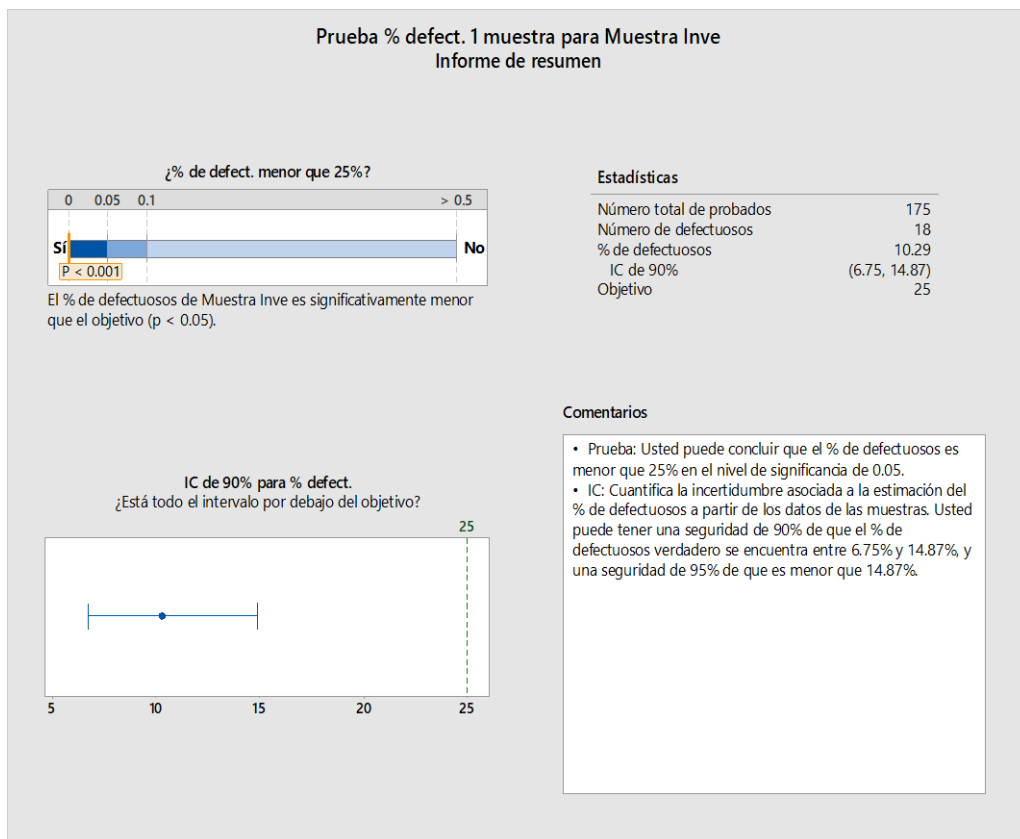 Prueba % defect. 1 muestra para Muestra Inve
Informe de resumen
¿% de defect. menor que 25%?
0 0.05 0.1 > 0.5
Sí No
P < 0.001
El % de defectuosos de Muestra Inve es significativamente menor
que el objetivo (p < 0.05).
Estadísticas
Número total de probados 175
Número de defectuosos 18
% de defectuosos 10.29
IC de 90% (6.75, 14.87)
Objetivo 25
IC de 90% para % defect.
¿Está todo el intervalo por debajo del objetivo?
25
5 10 15 20 25
Comentarios
• Prueba: Usted puede concluir que el % de defectuosos es
menor que 25% en el nivel de significancia de 0.05.
• IC: Cuantifica la incertidumbre asociada a la estimación del
% de defectuosos a partir de los datos de las muestras. Usted
puede tener una seguridad de 90% de que el % de
defectuosos verdadero se encuentra entre 6.75% y 14.87%, y
una seguridad de 95% de que es menor que 14.87%.